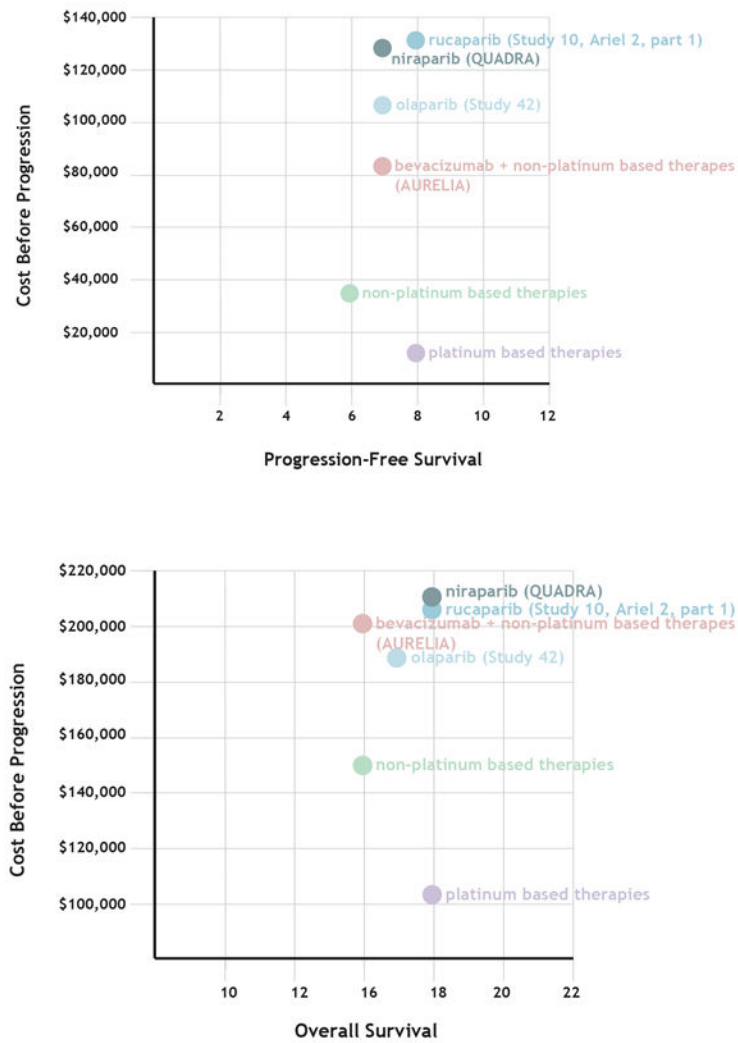 $140,000
rucaparib (Study 10, Ariel 2, part 1)
niraparib (QUADRA)
$120,000
olaparib (Study 42)
$100,000
$80,000
bevacizumab + non-platinum based therapes
(AURELIA)
$60,000
$40,000
non-platinum based therapies
$20,000
platinum based therapies
Cost Before Progression
2 4 6 8 10 12
Progression-Free Survival
$220,000
niraparib (QUADRA)
rucaparib (Study 10, Ariel 2, part 1)
$200,000
bevacizumab + non-platinum based therapes
(AURELIA)
olaparib (Study 42)
$180,000
$160,000
non-platinum based therapies
$140,000
$120,000
$100,000
platinum based therapies
Cost Before Progression
10 12 16 18 20 22
Overall Survival